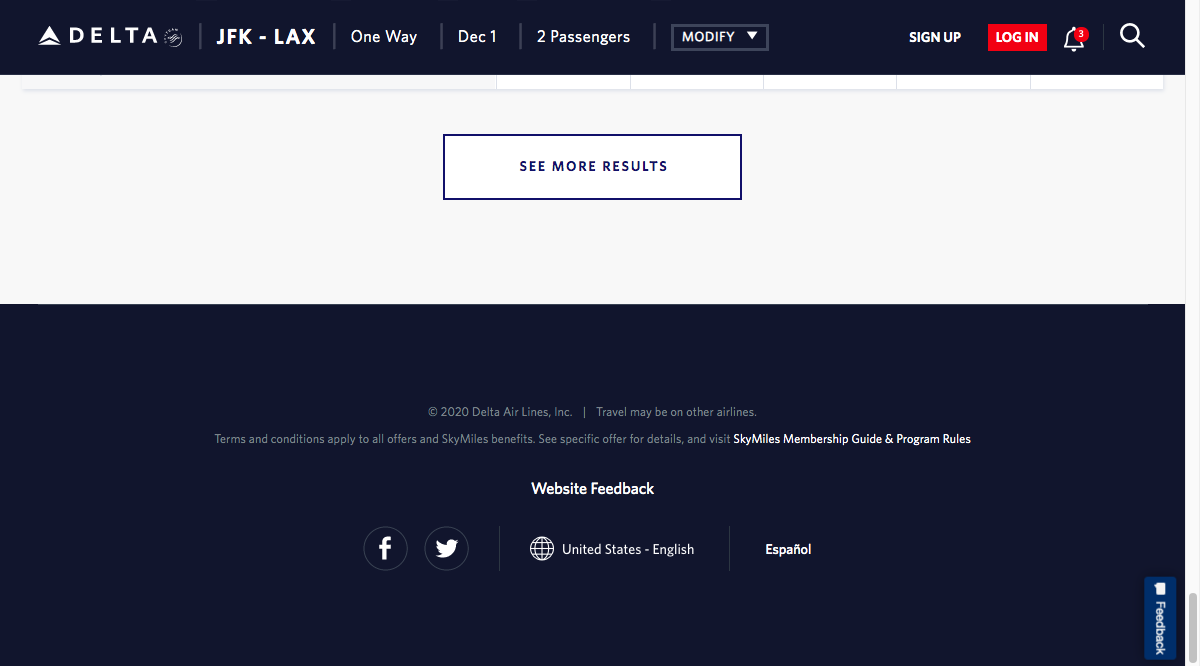 DELTA JFK - LAX One Way Dec 1 2 Passengers MODIFY SIGN UP LOG IN 3
SEE MORE RESULTS
© 2020 Delta Air Lines, Inc. | Travel may be on other airlines.
Terms and conditions apply to all offers and SkyMiles benefits. See specific offer for details, and visit SkyMiles Membership Guide & Program Rules
Website Feedback
United States - English Español
Feedback